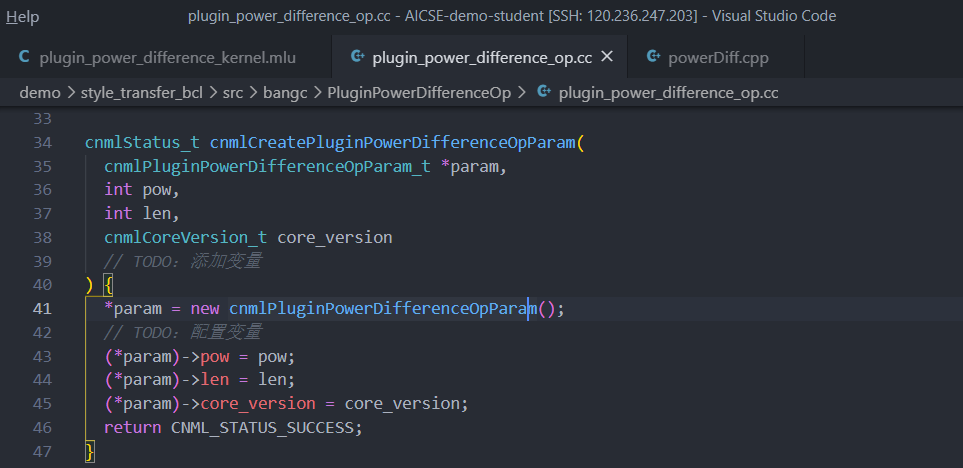 Help
plugin_power_difference_op.cc - AICSE-demo-student [SSH: 120.236.247.203] - Visual Studio Code
plugin_power_difference_kernel.mlu
plugin_power_difference_op.cc
powerDiff.cpp
demo > style_transfer_bcl > src > bangc > PluginPowerDifferenceOp > plugin_power_difference_op.cc
33
34 cnmlStatus_t cnmlCreatePluginPowerDifferenceOpParam(
35 cnmlPluginPowerDifferenceOpParam_t *param,
36 int pow,
37 int len,
38 cnmlCoreVersion_t core_version
39 // TODO：添加变量
40 ) {
41 *param = new cnmlPluginPowerDifferenceOpParam();
42 // TODO：配置变量
43 (*param)->pow = pow;
44 (*param)->len = len;
45 (*param)->core_version = core_version;
46 return CNML_STATUS_SUCCESS;
47 }